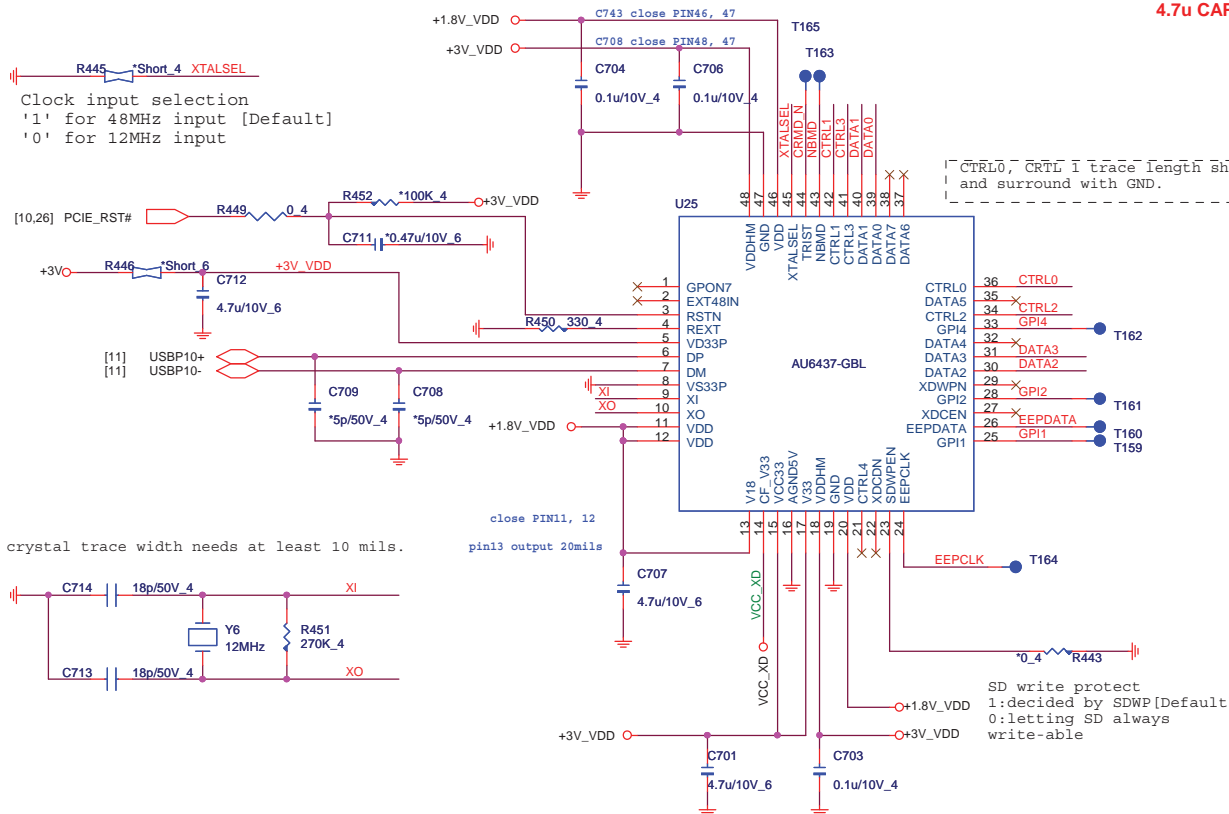 4.7u CAP
+1.8V_VDD
C743 close PIN46, 47
T165
+3V_VDD
C708 close PIN48, 47
T163
R445
*Short_4
XTALSEL
C704
0.1u/10V_4
C706
0.1u/10V_4
Clock input selection
'1' for 48MHz input [Default]
'0' for 12MHz input
XTALSEL
CRMD_N
NBMD
CTRL1
CTRL3
DATA1
DATA0
CTRL0, CRTL 1 trace length sh
and surround with GND.
48
47
46
45
44
43
42
41
40
39
38
37
R452
*100K_4
+3V_VDD
U25
[10,26]
PCIE_RST#
R449
0_4
C711
*0.47u/10V_6
VDDHM
GND
VDD
XTALSEL
TRIST
NBMD
CTRL1
CTRL3
DATA1
DATA0
DATA7
DATA6
+3V
R446
*Short_6
+3V_VDD
C712
4.7u/10V_6
R450
330_4
[11]
USBP10+
[11]
USBP10-
C709
*5p/50V_4
C708
*5p/50V_4
XI
XO
+1.8V_VDD
1 GPON7
2 EXT48IN
3 RSTN
4 REXT
5 VD33P
6 DP
7 DM
8 VS33P
9 XI
10 XO
11 VDD
12 VDD
AU6437-GBL
CTRL0 36 CTRL0
DATA5 35
CTRL2 34 CTRL2
GPI4 33 GPI4 T162
DATA4 32
DATA3 31 DATA3
DATA2 30 DATA2
XDWPN 29
GPI2 28 GPI2 T161
XDCEN 27
EEPDATA 26 EEPDATA T160
GPI1 25 GPI1 T159
V18
CF_V33
VCC33
AGND5V
V33
VDDHM
GND
VDD
CTRL4
XDCDN
SDWPEN
EEPCLK
13
14
15
16
17
18
19
20
21
22
23
24
close PIN11, 12
pin13 output 20mils
crystal trace width needs at least 10 mils.
C707
4.7u/10V_6
EEPCLK
T164
C714
18p/50V_4
XI
Y6
12MHz
R451
270K_4
C713
18p/50V_4
XO
VCC_XD
VCC_XD
*0_4
R443
SD write protect
1:decided by SDWP[Default
0:letting SD always
write-able
+1.8V_VDD
+3V_VDD
+3V_VDD
C701
4.7u/10V_6
C703
0.1u/10V_4